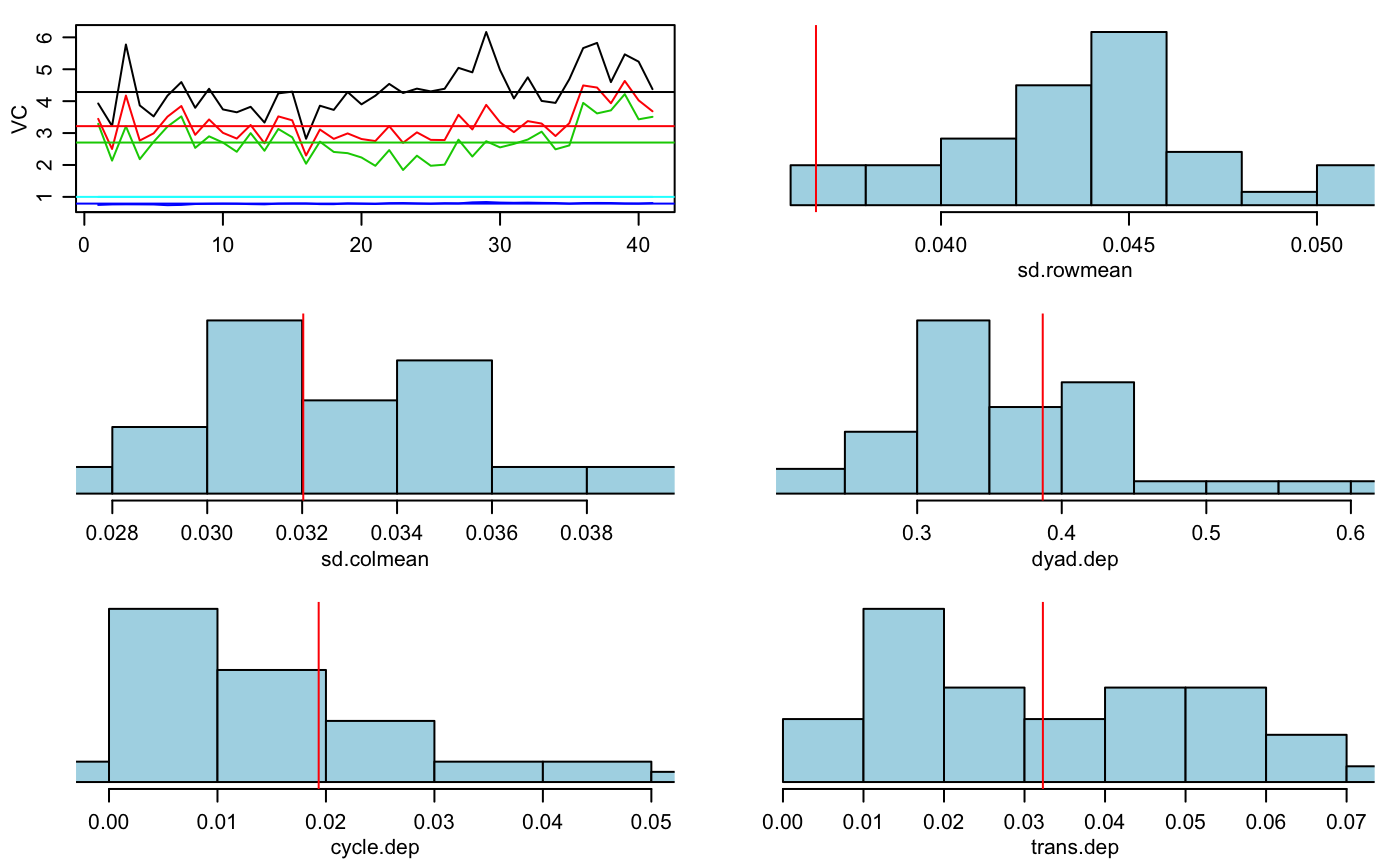 VC
6
5
4
3
2
1
0 10 20 30 40
0.040 0.045 0.050
sd.rowmean
0.028 0.030 0.032 0.034 0.036 0.038
sd.colmean
0.3 0.4 0.5 0.6
dyad.dep
0.00 0.01 0.02 0.03 0.04 0.05
cycle.dep
0.00 0.01 0.02 0.03 0.04 0.05 0.06 0.07
trans.dep